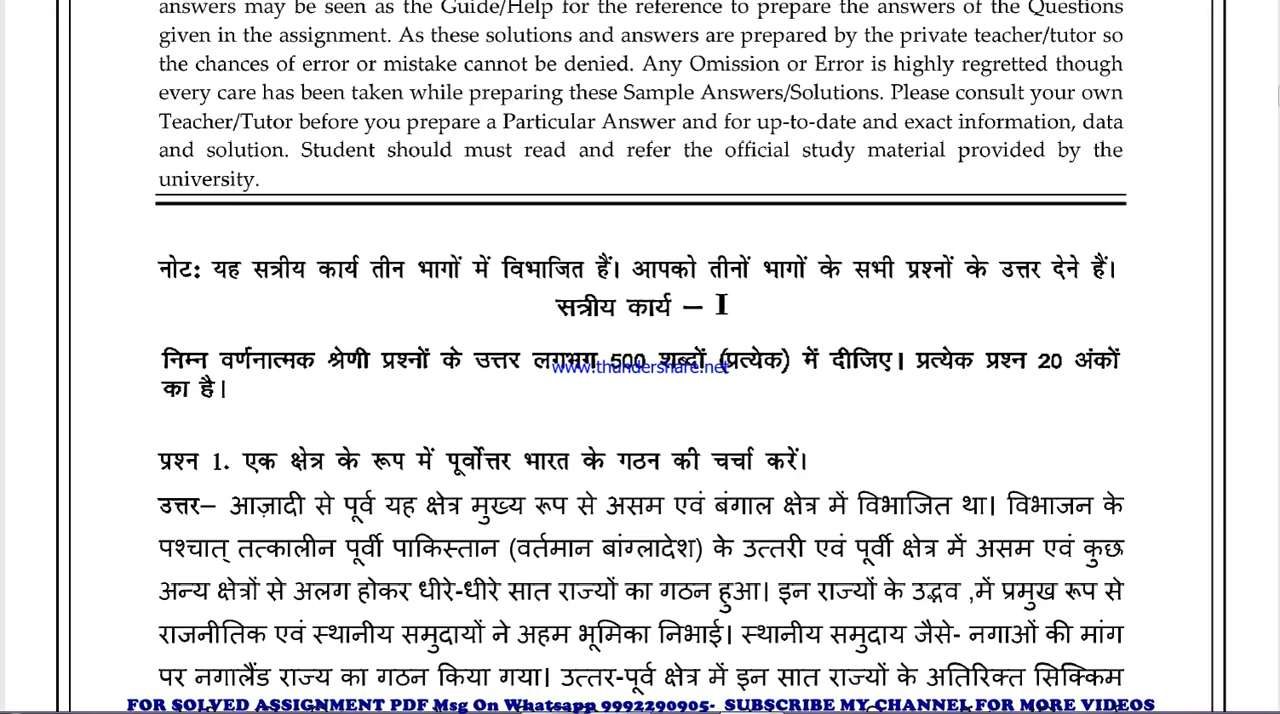 answers may be seen as the Guide/Help for the reference to prepare the answers of the Questions
given in the assignment. As these solutions and answers are prepared by the private teacher/tutor so
the chances of error or mistake cannot be denied. Any Omission or Error is highly regretted though
every care has been taken while preparing these Sample Answers/Solutions. Please consult your own
Teacher/Tutor before you prepare a Particular Answer and for up-to-date and exact information, data
and solution. Student should must read and refer the official study material provided by the
university.
नोट: यह सत्रीय कार्य तीन भागों में विभाजित हैं। आपको तीनों भागों के सभी प्रश्नों के उत्तर देने हैं।
सत्रीय कार्य – I
निम्न वर्णनात्मक श्रेणी प्रश्नों के उत्तर लगभग 500 शब्दों (प्रत्येक) में दीजिए। प्रत्येक प्रश्न 20 अंकों
www.thundershare.net
का है।
प्रश्न 1. एक क्षेत्र के रूप में पूर्वोत्तर भारत के गठन की चर्चा करें।
उत्तर– आज़ादी से पूर्व यह क्षेत्र मुख्य रूप से असम एवं बंगाल क्षेत्र में विभाजित था। विभाजन के
पश्चात् तत्कालीन पूर्वी पाकिस्तान (वर्तमान बांग्लादेश) के उत्तरी एवं पूर्वी क्षेत्र में असम एवं कुछ
अन्य क्षेत्रों से अलग होकर धीरे-धीरे सात राज्यों का गठन हुआ। इन राज्यों के उद्भव ,में प्रमुख रूप से
राजनीतिक एवं स्थानीय समुदायों ने अहम भूमिका निभाई। स्थानीय समुदाय जैसे- नगाओं की मांग
पर नगालैंड राज्य का गठन किया गया। उत्तर-पूर्व क्षेत्र में इन सात राज्यों के अतिरिक्त सिक्किम
FOR SOLVED ASSIGNMENT PDF Msg On Whatsapp 9992290905- SUBSCRIBE MY CHANNEL FOR MORE VIDEOS